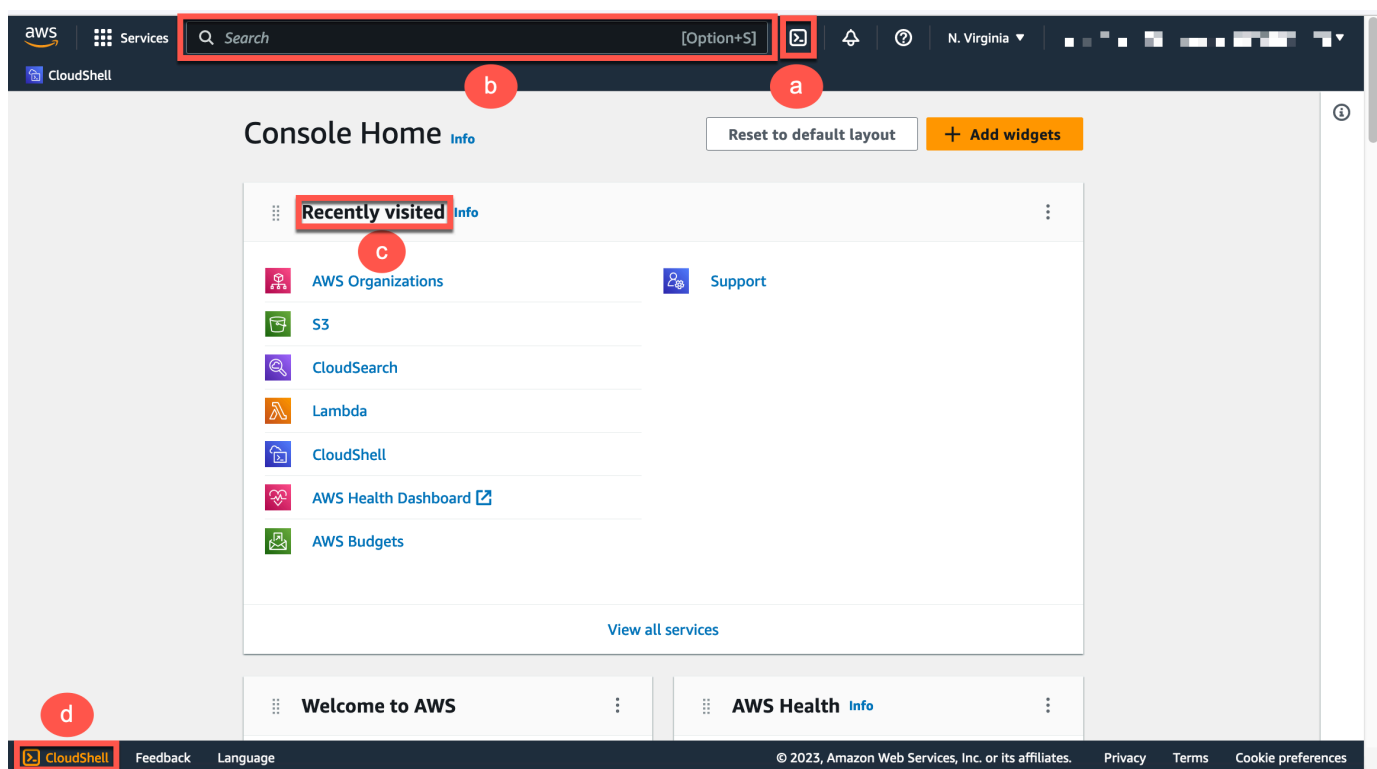 aws Services Search [Option+S] N. Virginia
CloudShell
b a
Console Home Info Reset to default layout + Add widgets
Recently visited Info
c
AWS Organizations Support
S3
CloudSearch
Lambda
CloudShell
AWS Health Dashboard
AWS Budgets
View all services
Welcome to AWS AWS Health Info
d
CloudShell Feedback Language © 2023, Amazon Web Services, Inc. or its affiliates. Privacy Terms Cookie preferences